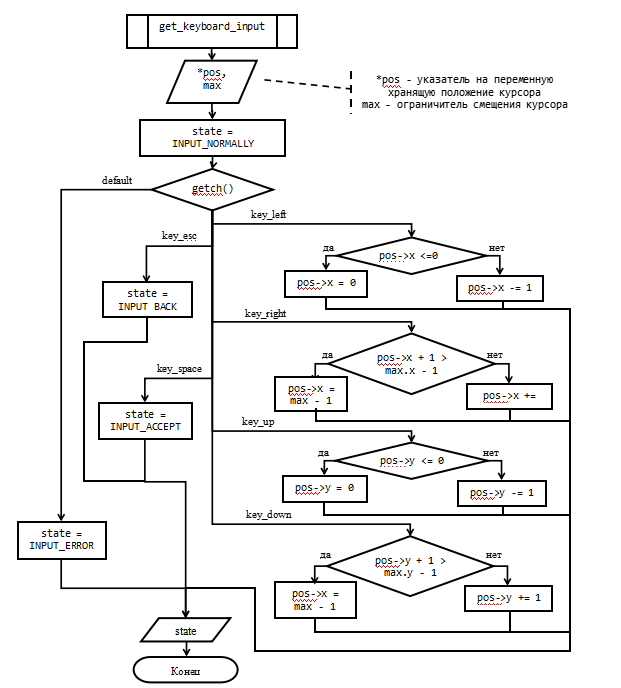 get_keyboard_input
*pos,
max
*pos - указатель на переменную
хранящую положение курсора
max - ограничитель смещения курсора
state =
INPUT_NORMALLY
getch()
default
key_left
key_esc
pos->x <=0
да
нет
pos->x = 0
pos->x -= 1
state =
INPUT BACK
key_right
pos->x + 1 >
max.x - 1
да
нет
key_space
pos->x =
max - 1
pos->x +=
state =
INPUT_ACCEPT
key_up
pos->y <= 0
да
нет
pos->y = 0
pos->y -= 1
key_down
state =
INPUT_ERROR
pos->y + 1 >
max.y - 1
да
нет
pos->x =
max - 1
pos->y += 1
state
Конец